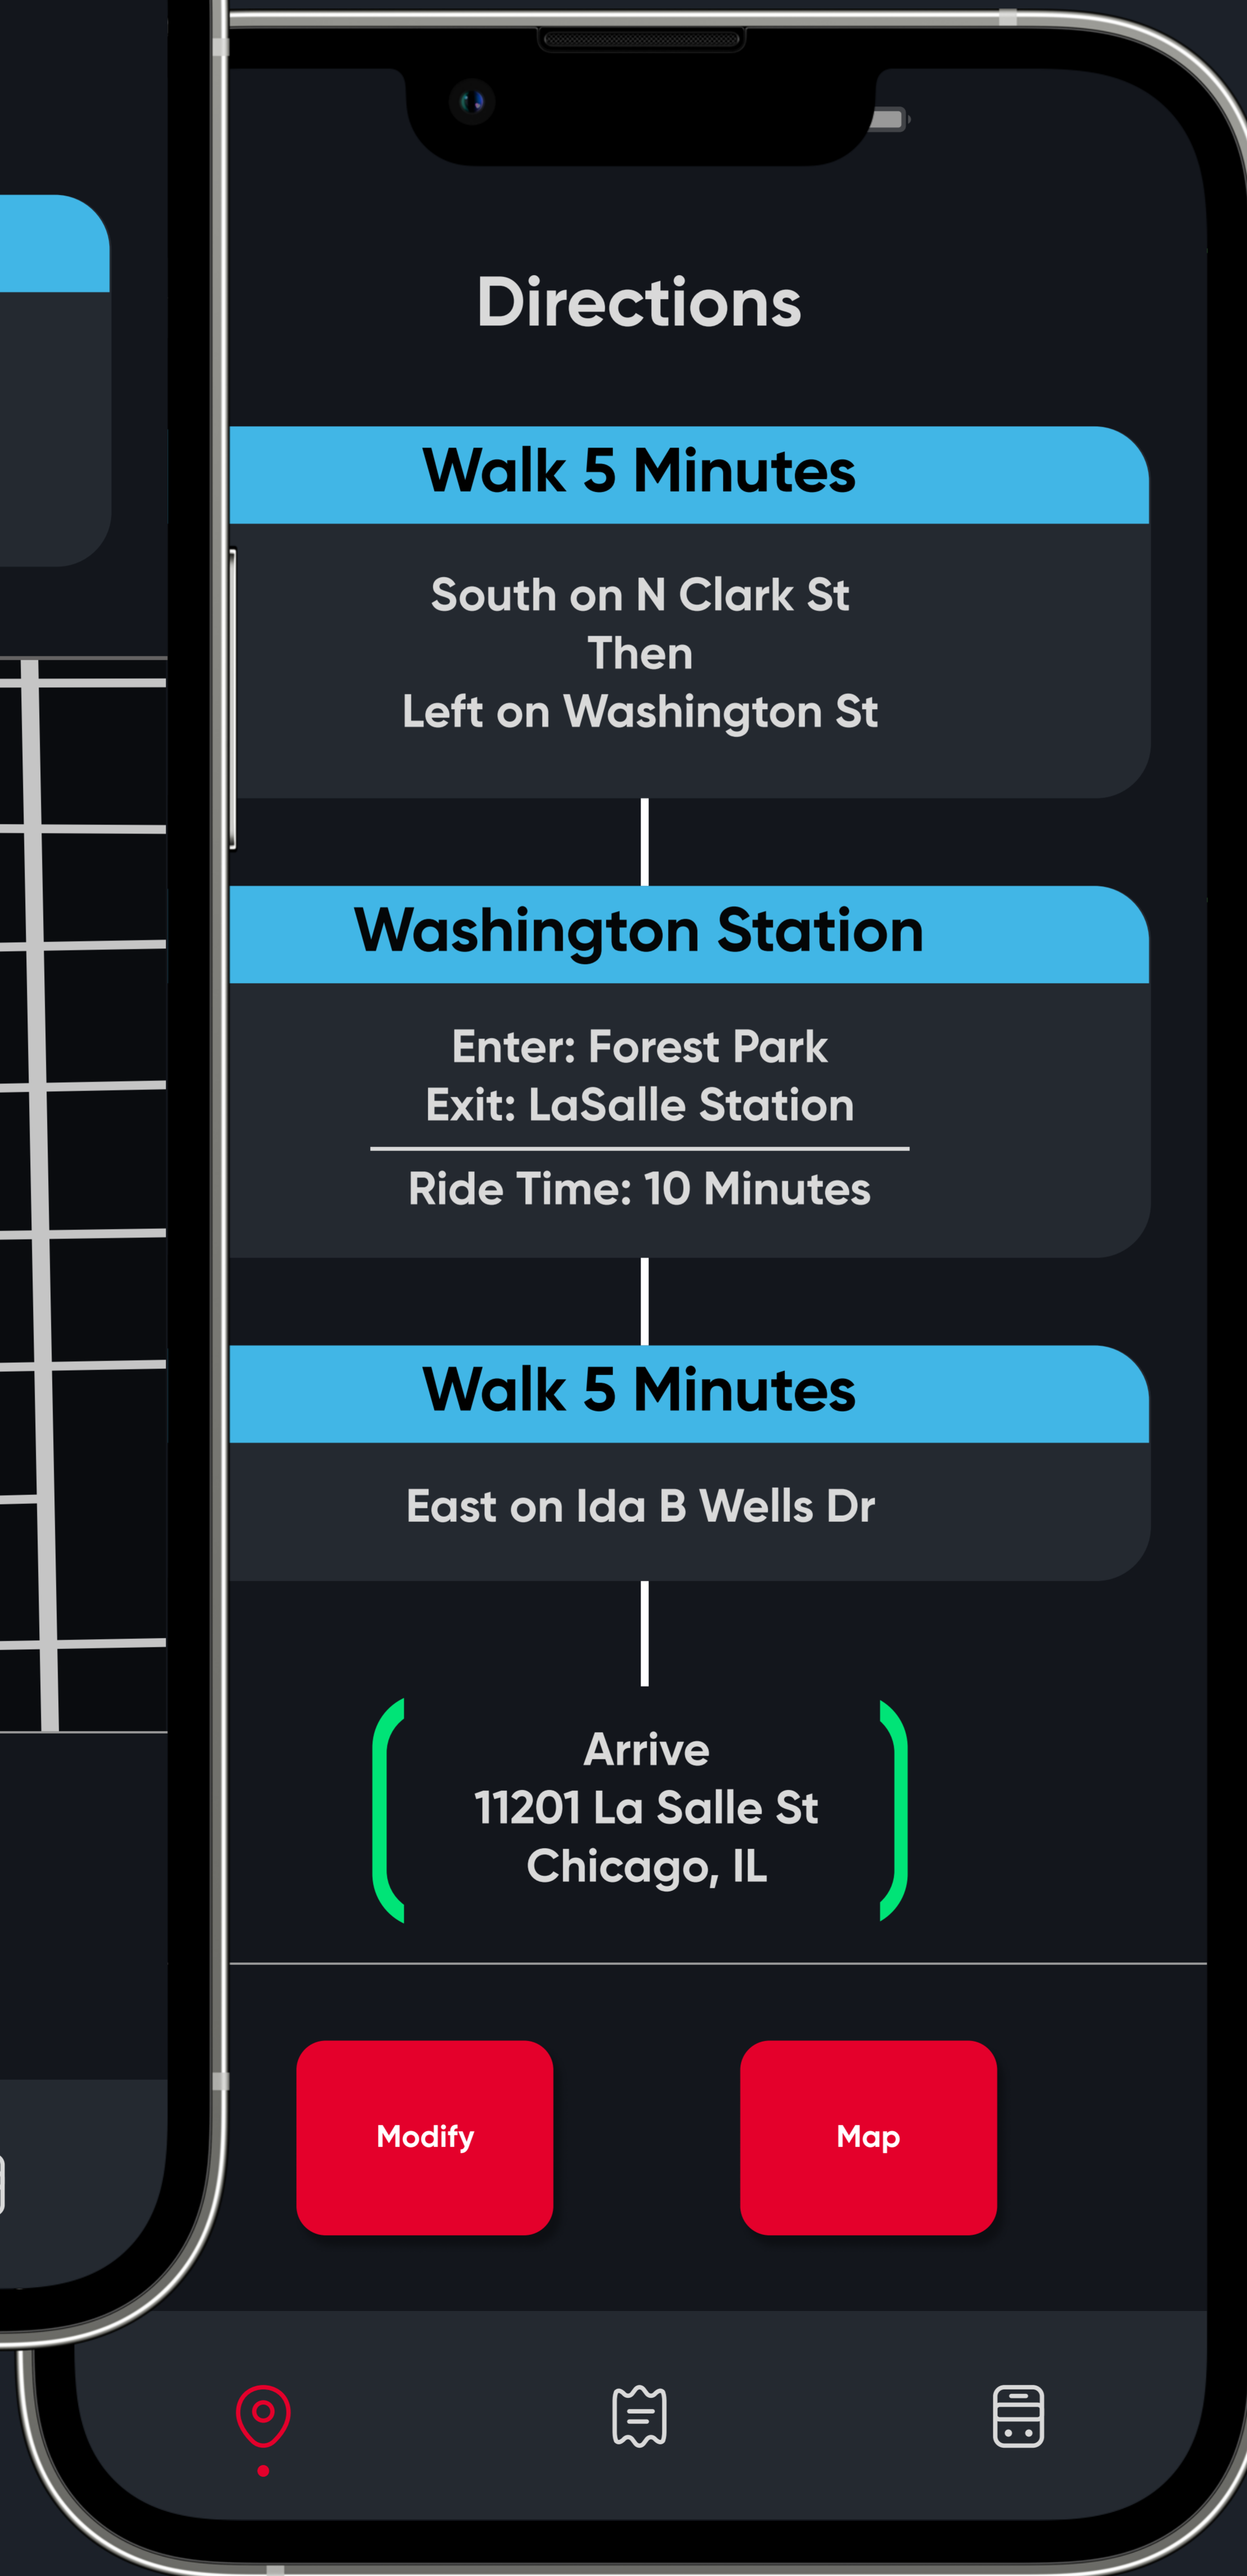 Directions
Walk 5 Minutes
South on N Clark St
Then
Left on Washington St
Washington Station
Enter: Forest Park
Exit: LaSalle Station
Ride Time: 10 Minutes
Walk 5 Minutes
East on Ida B Wells Dr
Arrive
11201 La Salle St
Chicago, IL
Modify
Map